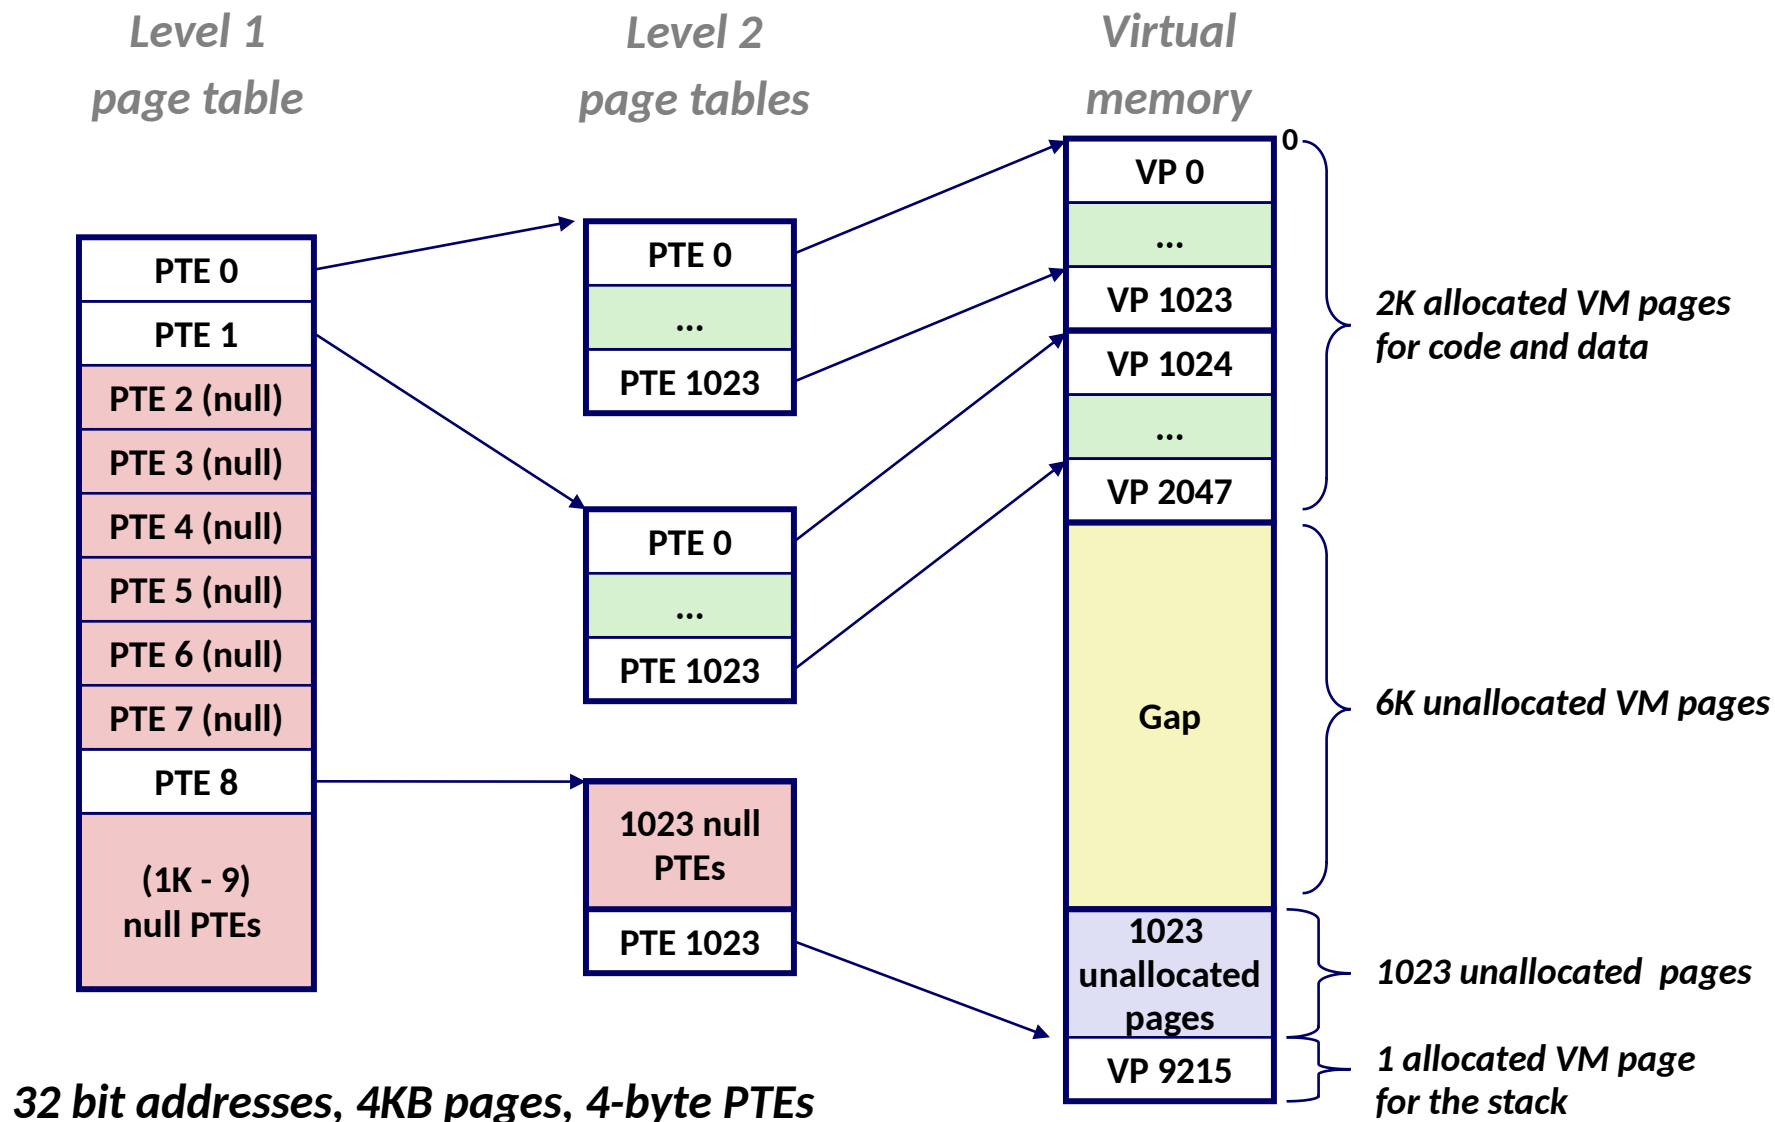 Level 1
page table
Level 2
page tables
Virtual
memory
PTE 0
PTE 1
PTE 2 (null)
PTE 3 (null)
PTE 4 (null)
PTE 5 (null)
PTE 6 (null)
PTE 7 (null)
PTE 8
(1K - 9)
null PTEs
PTE 0
...
PTE 1023
PTE 0
...
PTE 1023
1023 null
PTEs
PTE 1023
0
VP 0
...
VP 1023
VP 1024
...
VP 2047
Gap
1023
unallocated
pages
VP 9215
2K allocated VM pages
for code and data
6K unallocated VM pages
1023 unallocated  pages
1 allocated VM page
for the stack
32 bit addresses, 4KB pages, 4-byte PTEs